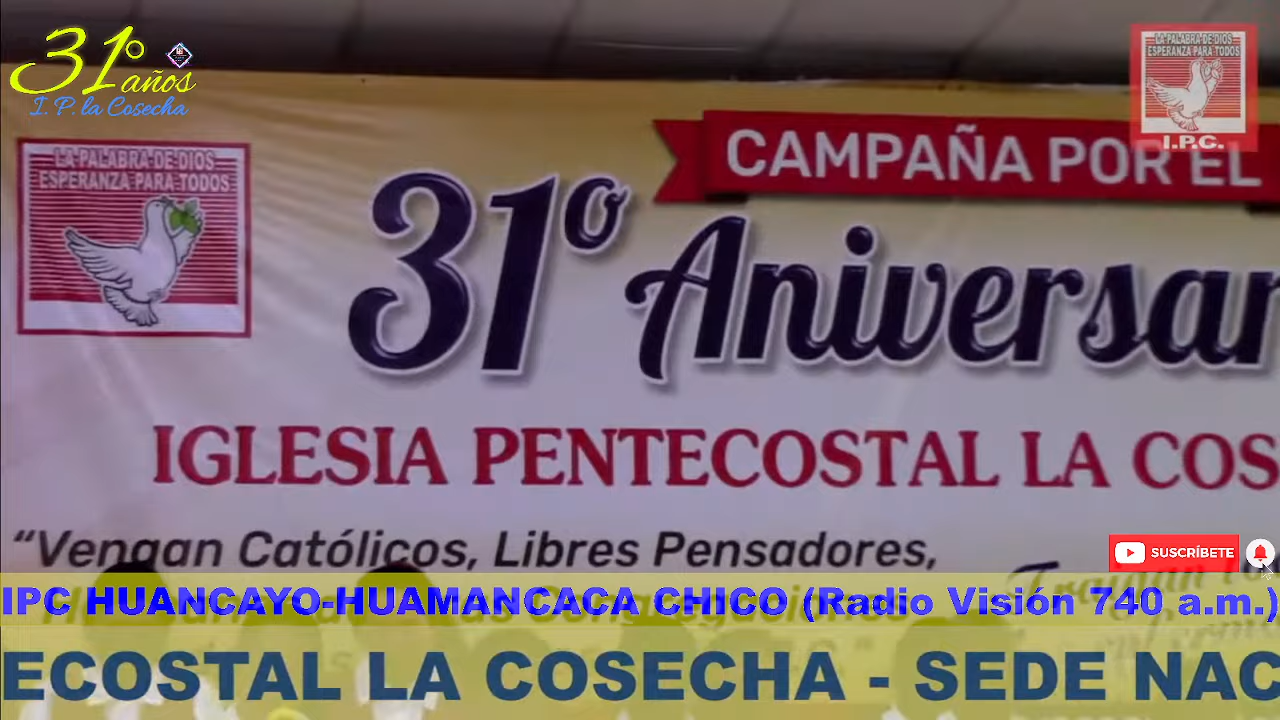 31º años
I. P. la Cosecha
LA PALABRA DE DIOS
ESPERANZA PARA TODOS
I.P.C.
LA PALABRA DE DIOS
ESPERANZA PARA TODOS
CAMPAÑA POR EL
31º Aniversar
IGLESIA PENTECOSTAL LA COS
“Vengan Católicos, Libres Pensadores,
SUSCRÍBETE
IPC HUANCAYO-HUAMANCACA CHICO (Radio Visión 740 a.m.)
ECOSTAL LA COSECHA - SEDE NAC